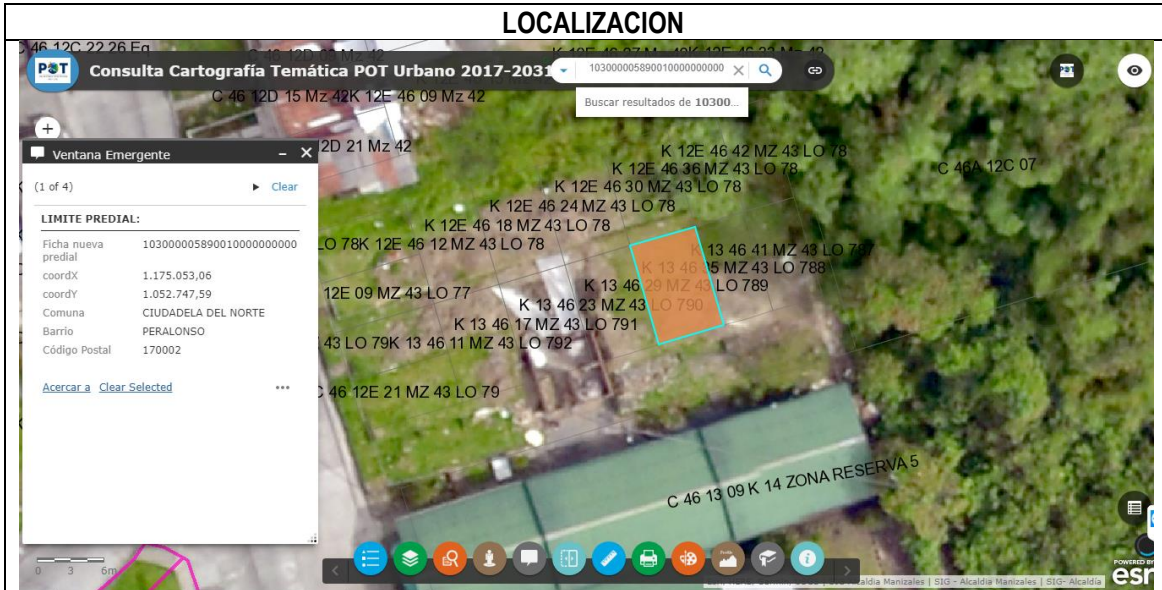 LOCALIZACION
POT Consulta Cartografía Temática POT Urbano 2017-2031
103000005890010000000000
Buscar resultados de 10300...
C 46 12D 15 Mz 42K 12E 46 09 Mz 42
2D 21 Mz 42
K 12E 46 42 MZ 43 LO 78
K 12E 46 36 MZ 43 LO 78
C 46A 12C 07
K 12E 46 30 MZ 43 LO 78
K 12E 46 24 MZ 43 LO 78
K 12E 46 18 MZ 43 LO 78
LO 78K 12E 46 12 MZ 43 LO 78
K 13 46 41 MZ 43 LO 787
K 13 46 35 MZ 43 LO 788
K 13 46 29 MZ 43 LO 789
12E 09 MZ 43 LO 77
K 13 46 23 MZ 43 LO 790
K 13 46 17 MZ 43 LO 791
43 LO 79K 13 46 11 MZ 43 LO 792
C 46 12E 21 MZ 43 LO 79
C 46 13 09 K 14 ZONA RESERVA 5
Ventana Emergente
(1 of 4) Clear
LIMITE PREDIAL:
Ficha nueva predial 103000005890010000000000
coordX 1.175.053,06
coordY 1.052.747,59
Comuna CIUDADELA DEL NORTE
Barrio PERALONSO
Código Postal 170002
Acercar a Clear Selected
0 3 6m
Alcaldia Manizales | SIG - Alcaldia Manizales | SIG- Alcaldía
POWERED BY
esri